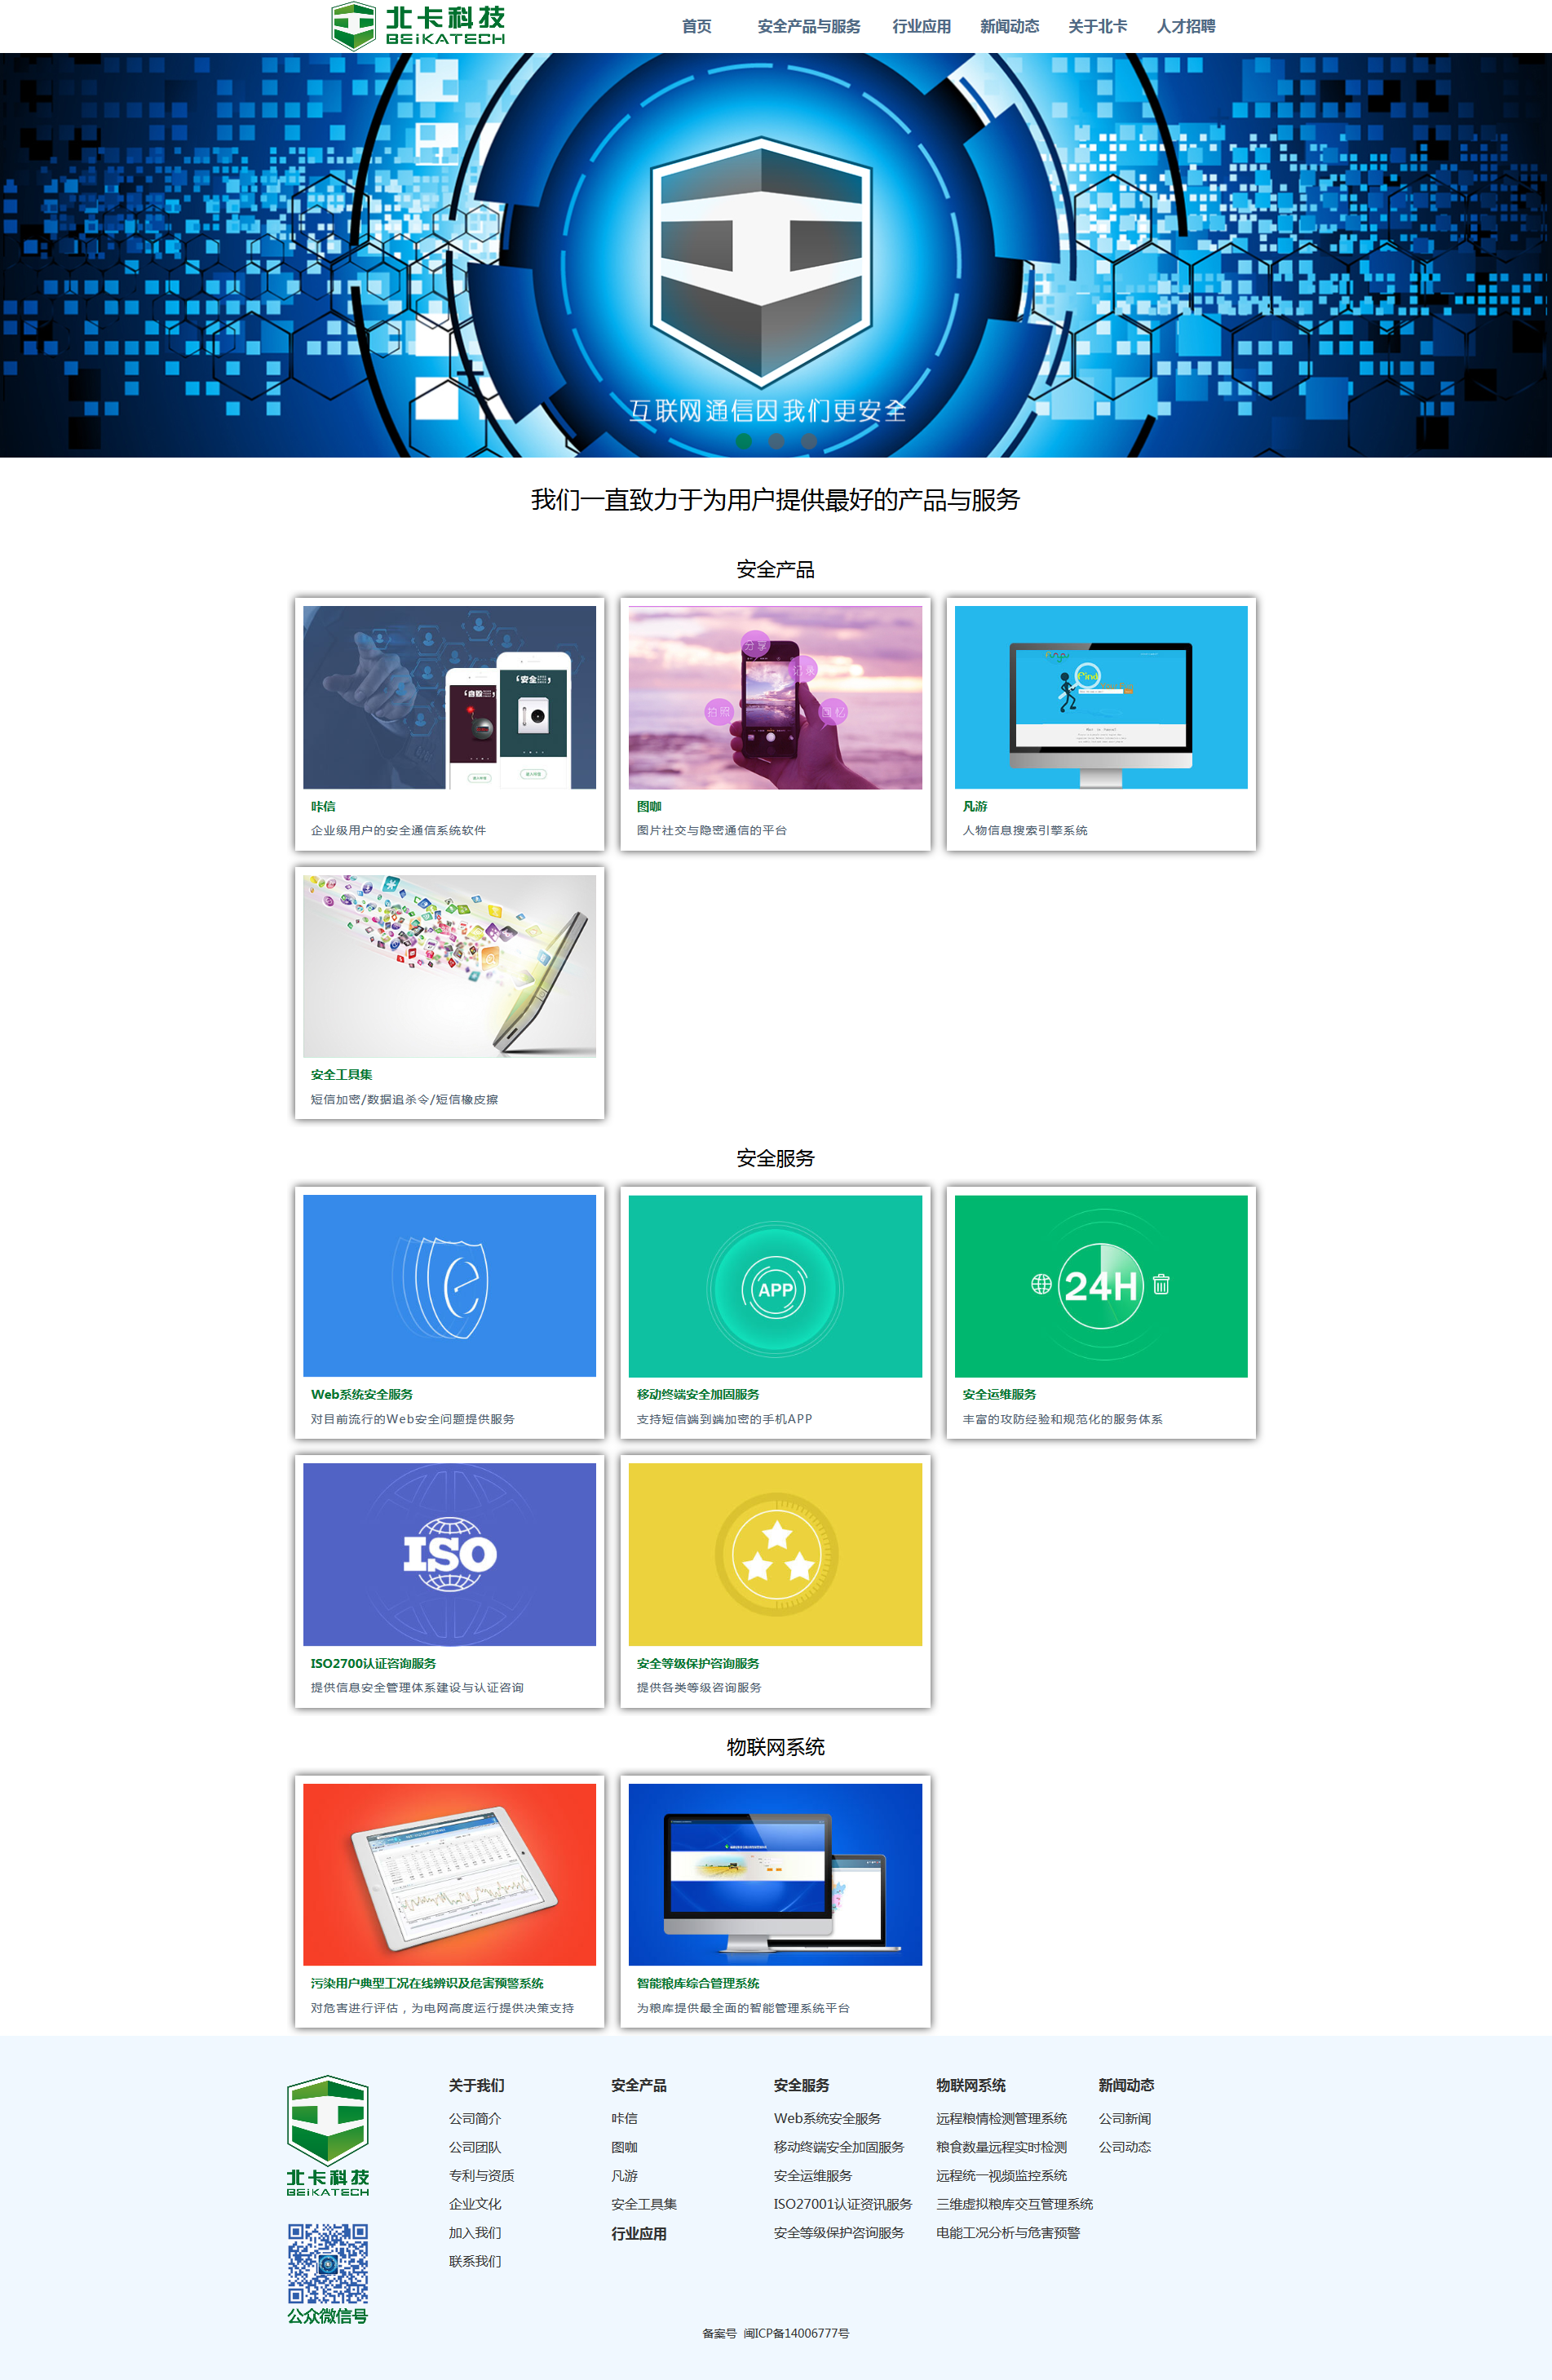 北卡科技
BEiKATECH
首页 安全产品与服务 行业应用 新闻动态 关于北卡 人才招聘
互联网通信因我们更安全
我们一直致力于为用户提供最好的产品与服务
安全产品
自毁
安全
分享
记录
拍照
回忆
Find
咔信
企业级用户的安全通信系统软件
图咖
图片社交与隐密通信的平台
凡游
人物信息搜索引擎系统
安全工具集
短信加密/数据追杀令/短信橡皮擦
安全服务
APP
24H
Web系统安全服务
对目前流行的Web安全问题提供服务
移动终端安全加固服务
支持短信端到端加密的手机APP
安全运维服务
丰富的攻防经验和规范化的服务体系
ISO
ISO2700认证咨询服务
提供信息安全管理体系建设与认证咨询
安全等级保护咨询服务
提供各类等级咨询服务
物联网系统
污染用户典型工况在线辨识及危害预警系统
对危害进行评估，为电网高度运行提供决策支持
智能粮库综合管理系统
为粮库提供最全面的智能管理系统平台
北卡科技
BEiKATECH
公众微信号
关于我们
公司简介
公司团队
专利与资质
企业文化
加入我们
联系我们
安全产品
咔信
图咖
凡游
安全工具集
行业应用
安全服务
Web系统安全服务
移动终端安全加固服务
安全运维服务
ISO27001认证资讯服务
安全等级保护咨询服务
物联网系统
远程粮情检测管理系统
粮食数量远程实时检测
远程统一视频监控系统
三维虚拟粮库交互管理系统
电能工况分析与危害预警
新闻动态
公司新闻
公司动态
备案号 闽ICP备14006777号